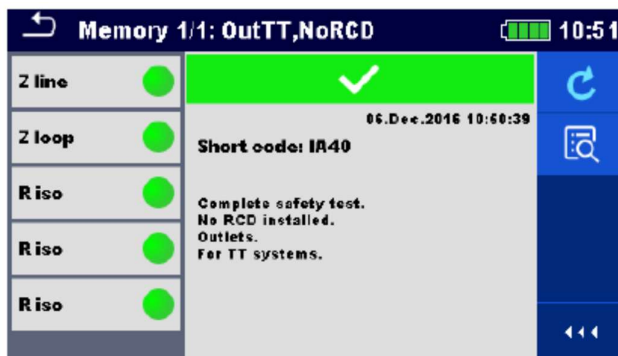 Memory 1/1: OutTT,NoRCD 10:51
Z line
Z loop
R iso
R iso
R iso
06.Dec.2016 10:50:39
Short code: IA40
Complete safety test.
No RCD installed.
Outlets.
For TT systems.